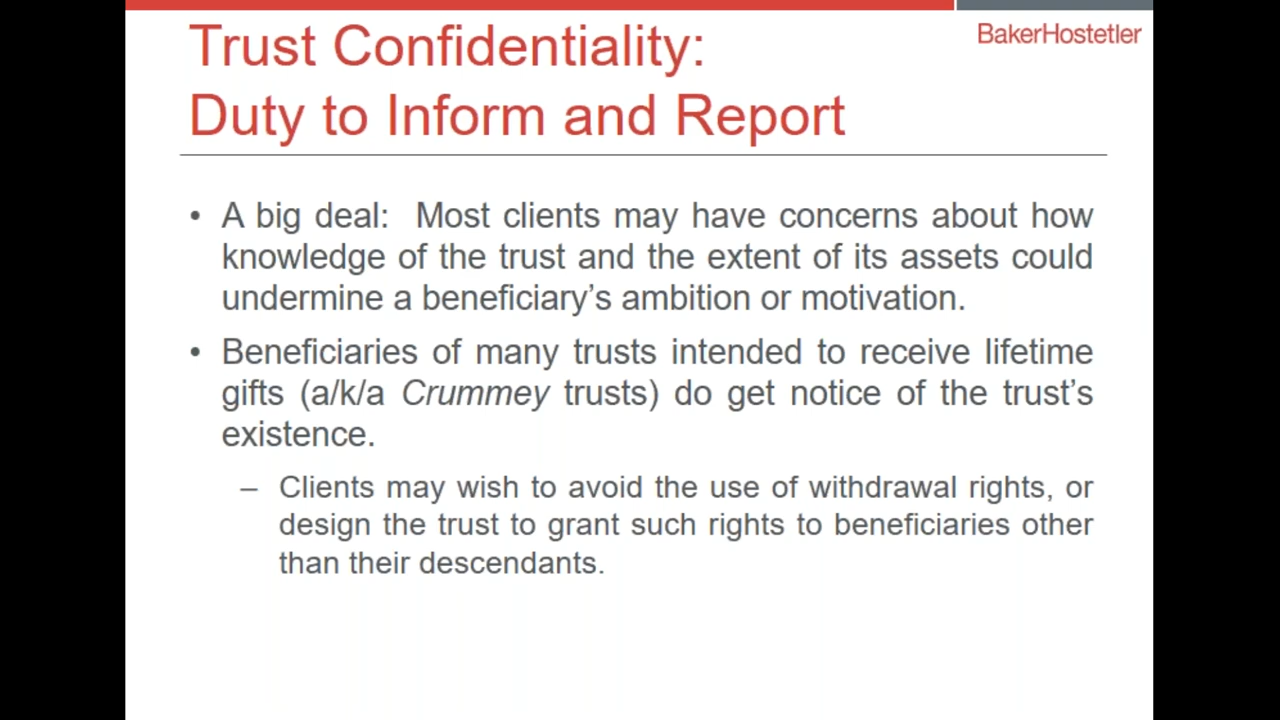 BakerHostetler
Trust Confidentiality:
Duty to Inform and Report
• A big deal: Most clients may have concerns about how
knowledge of the trust and the extent of its assets could
undermine a beneficiary’s ambition or motivation.
• Beneficiaries of many trusts intended to receive lifetime
gifts (a/k/a Crummey trusts) do get notice of the trust’s
existence.
– Clients may wish to avoid the use of withdrawal rights, or
design the trust to grant such rights to beneficiaries other
than their descendants.